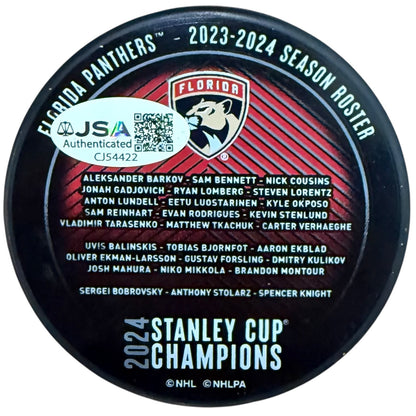 FLORIDA PANTHERS™ - 2023-2024 SEASON ROSTER
FLORIDA
®
JSA
Authenticated
CJ54422
ALEKSANDER BARKOV - SAM BENNETT - NICK COUSINS
JONAH GADJOVICH - RYAN LOMBERG - STEVEN LORENTZ
ANTON LUNDELL - EETU LUOSTARINEN - KYLE OKPOSO
SAM REINHART - EVAN RODRIGUES - KEVIN STENLUND
VLADIMIR TARASENKO - MATTHEW TKACHUK - CARTER VERHAEGHE
UVIS BALINSKIS - TOBIAS BJORNFOT - AARON EKBLAD
OLIVER EKMAN-LARSSON - GUSTAV FORSLING - DMITRY KULIKOV
JOSH MAHURA - NIKO MIKKOLA - BRANDON MONTOUR
SERGEI BOBROVSKY - ANTHONY STOLARZ - SPENCER KNIGHT
2024
STANLEY CUP®
CHAMPIONS
©NHL ©NHLPA